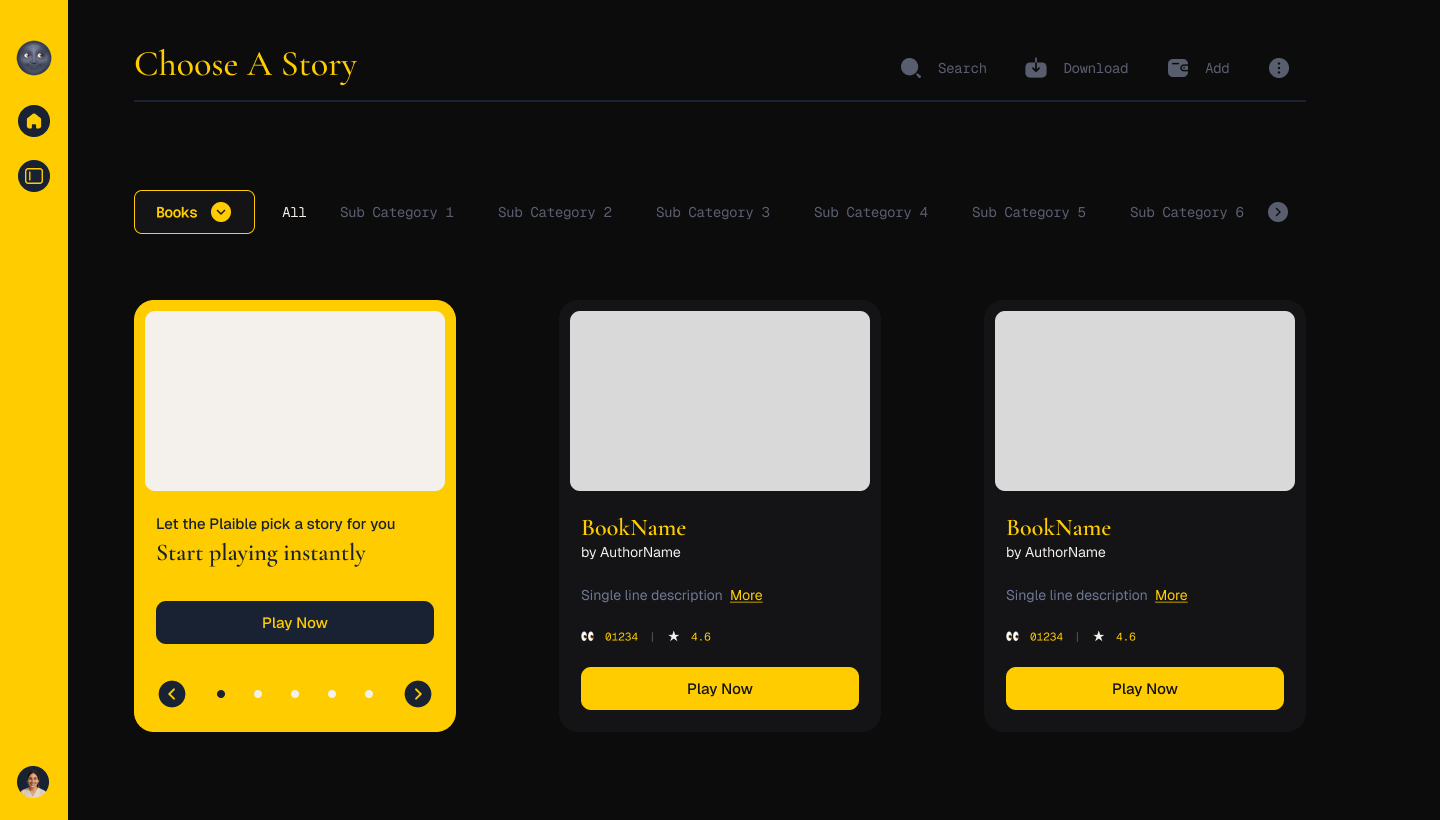 Choose A Story
Search Download Add
Books All Sub Category 1 Sub Category 2 Sub Category 3 Sub Category 4 Sub Category 5 Sub Category 6
Let the Plaible pick a story for you
Start playing instantly
Play Now
BookName
by AuthorName
Single line description More
01234 | 4.6
Play Now
BookName
by AuthorName
Single line description More
01234 | 4.6
Play Now